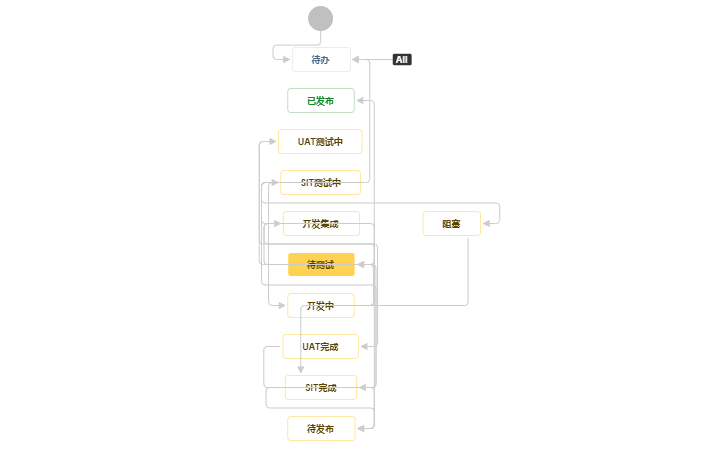 待办
All
已发布
UAT测试中
SIT测试中
开发集成
阻塞
待测试
开发中
UAT完成
SIT完成
待发布